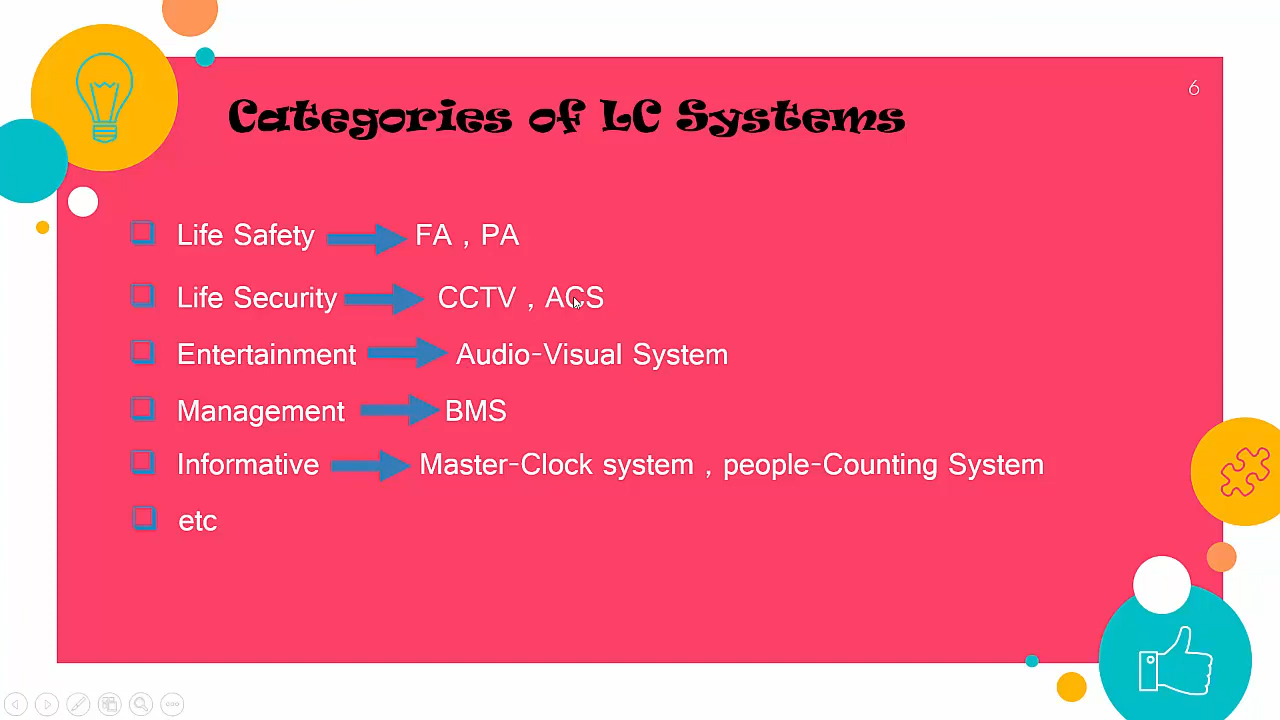 6
Categories of LC Systems
Life Safety FA , PA
Life Security CCTV , ACS
Entertainment Audio-Visual System
Management BMS
Informative Master-Clock system , people-Counting System
etc